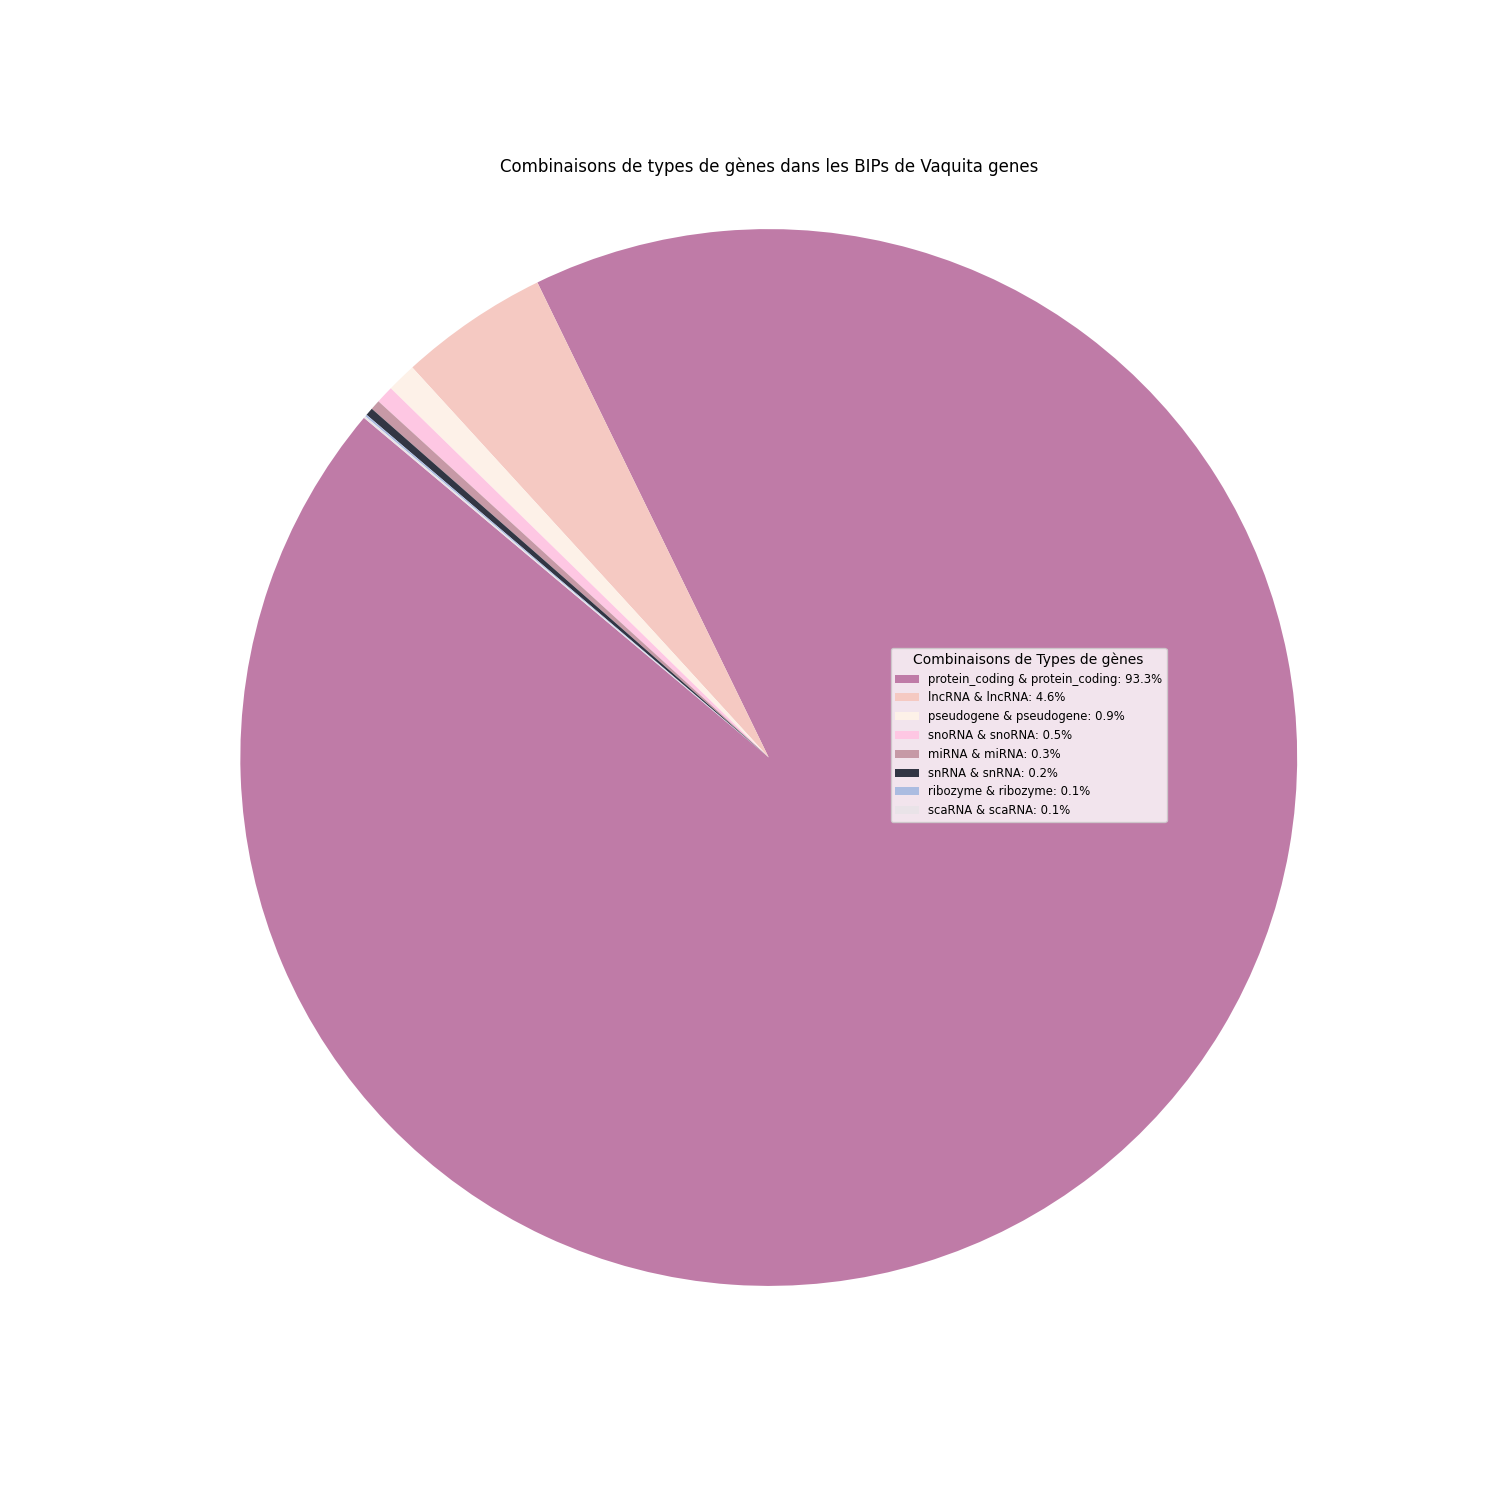 Combinaisons de types de gènes dans les BIPs de Vaquita genes
Combinaisons de Types de gènes
protein_coding & protein_coding: 93.3%
lncRNA & lncRNA: 4.6%
pseudogene & pseudogene: 0.9%
snoRNA & snoRNA: 0.5%
miRNA & miRNA: 0.3%
snRNA & snRNA: 0.2%
ribozyme & ribozyme: 0.1%
scaRNA & scaRNA: 0.1%